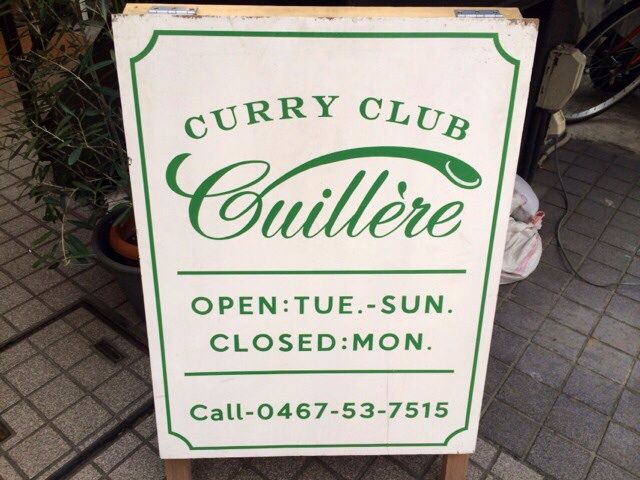 CURRY CLUB
Cuillère
OPEN:TUE.-SUN.
CLOSED:MON.
Call-0467-53-7515